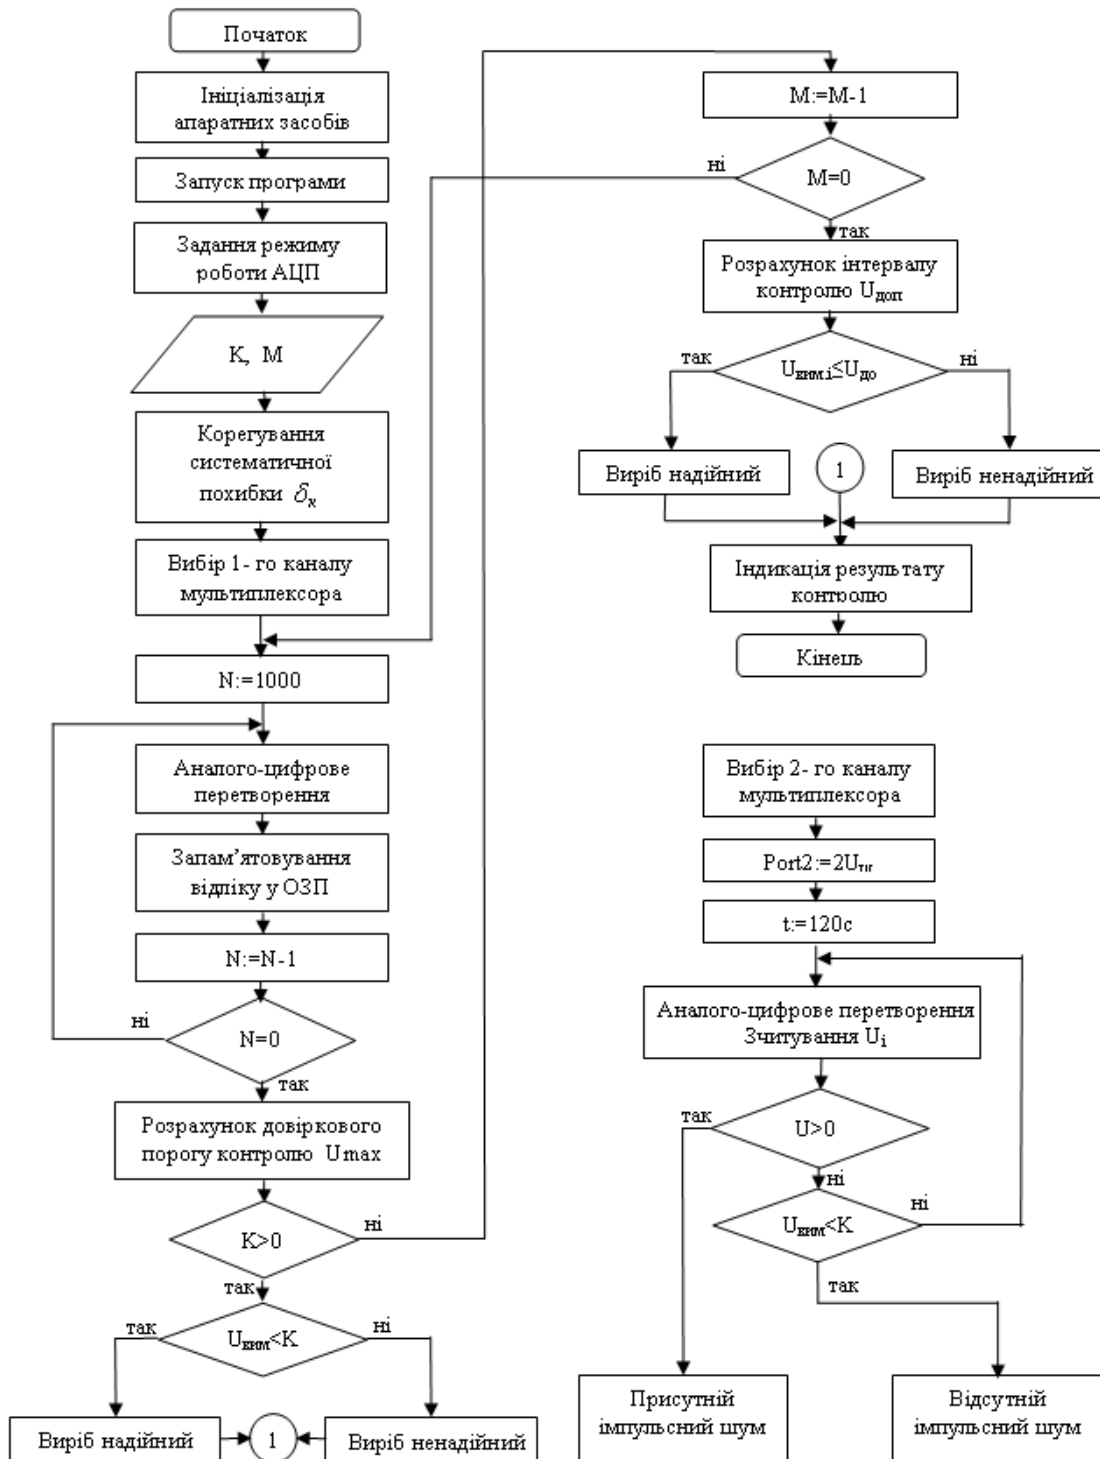 Початок
Ініціалізація
апаратних засобів
Запуск програми
Задання режиму
роботи АЦП
K, M
Корегування
систематичної
похибки δₓ
Вибір 1- го каналу
мультиплексора
N:=1000
Аналого-цифрове
перетворення
Запам’ятовування
відліку у ОЗП
N:=N-1
ні
N=0
так
Розрахунок довіркового
порогу контролю Umax
K>0
ні
так
так
Uвим<K
ні
Виріб надійний
1
Виріб ненадійний
M:=M-1
ні
M=0
так
Розрахунок інтервалу
контролю Uдоп
так
Uвим.i≤Uдо
ні
Виріб надійний
1
Виріб ненадійний
Індикація результату
контролю
Кінець
Вибір 2- го каналу
мультиплексора
t:=120c
Аналого-цифрове перетворення
Зчитування Ui
так
U>0
ні
Uвим<K
ні
так
Присутній
імпульсний шум
Відсутній
імпульсний шум